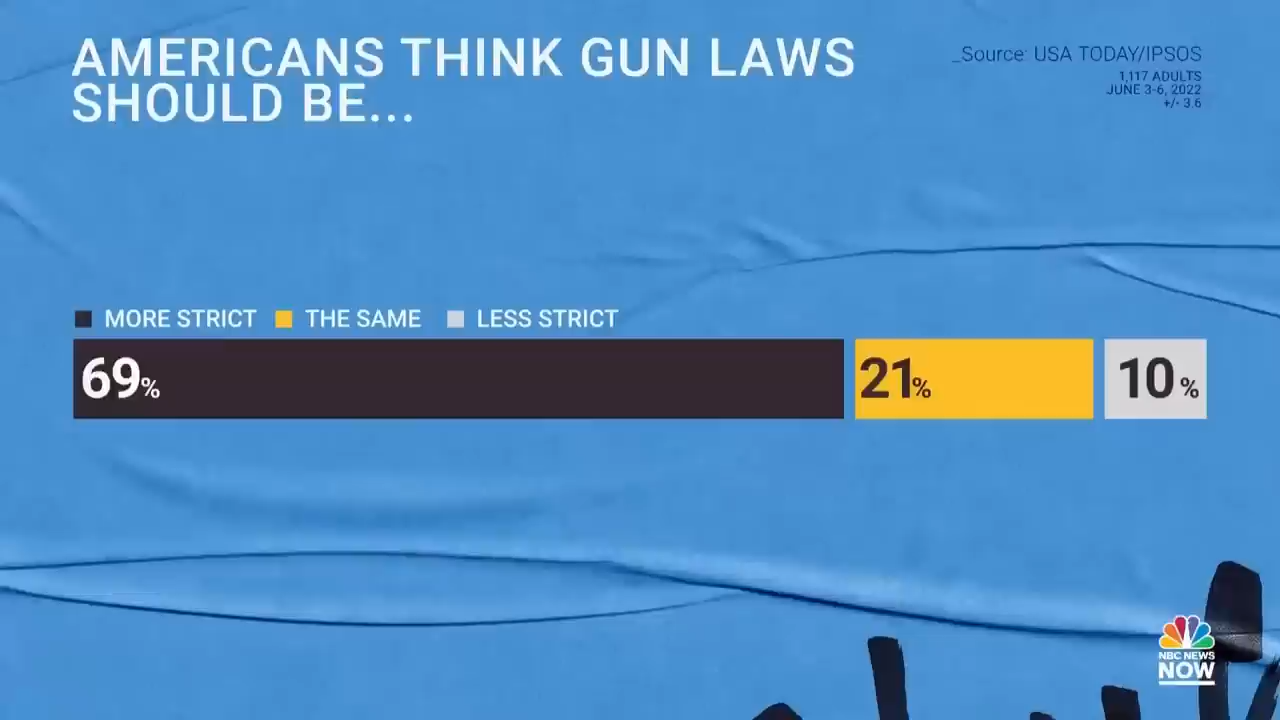 AMERICANS THINK GUN LAWS
SHOULD BE...
_Source: USA TODAY/IPSOS
1,117 ADULTS
JUNE 3-6, 2022
+/- 3.6
MORE STRICT THE SAME LESS STRICT
69% 21% 10%
NBC NEWS
NOW